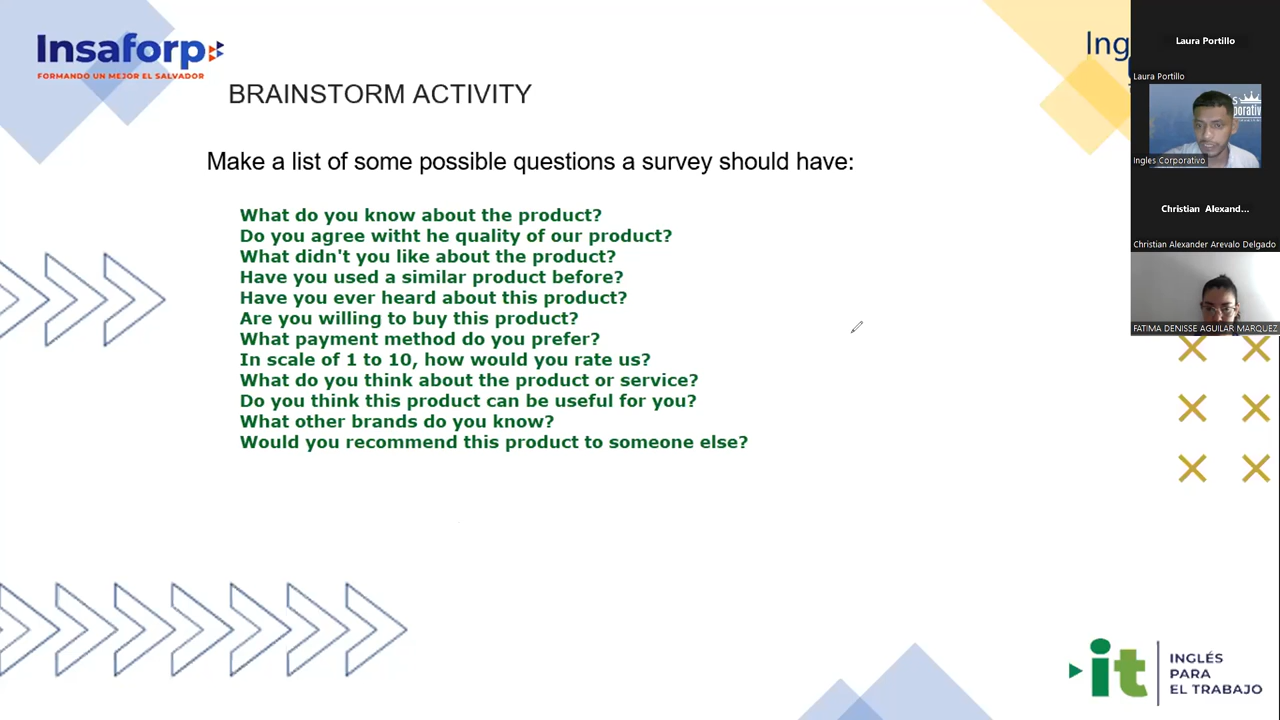 Insaforp
FORMANDO UN MEJOR EL SALVADOR
Ing
BRAINSTORM ACTIVITY
Make a list of some possible questions a survey should have:
What do you know about the product?
Do you agree witht he quality of our product?
What didn't you like about the product?
Have you used a similar product before?
Have you ever heard about this product?
Are you willing to buy this product?
What payment method do you prefer?
In scale of 1 to 10, how would you rate us?
What do you think about the product or service?
Do you think this product can be useful for you?
What other brands do you know?
Would you recommend this product to someone else?
Laura Portillo
Laura Portillo
Ingles Corporativo
Christian Alexand...
Christian Alexander Arevalo Delgado
FATIMA DENISSE AGUILAR MARQUEZ
it
INGLÉS
PARA
EL TRABAJO